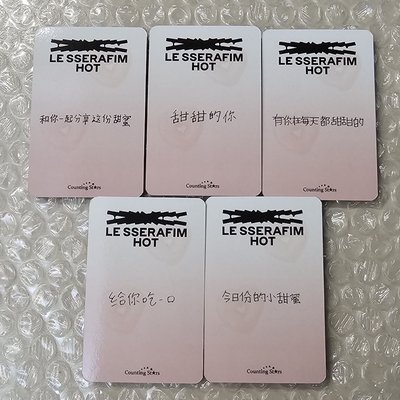 LE SSERAFIM
HOT
和你一起分享这份甜蜜
Counting Stars
LE SSERAFIM
HOT
甜甜的你
Counting Stars
LE SSERAFIM
HOT
有你在每天都甜甜的
Counting Stars
LE SSERAFIM
HOT
给你吃一口
Counting Stars
LE SSERAFIM
HOT
今日份的小甜蜜
Counting Stars